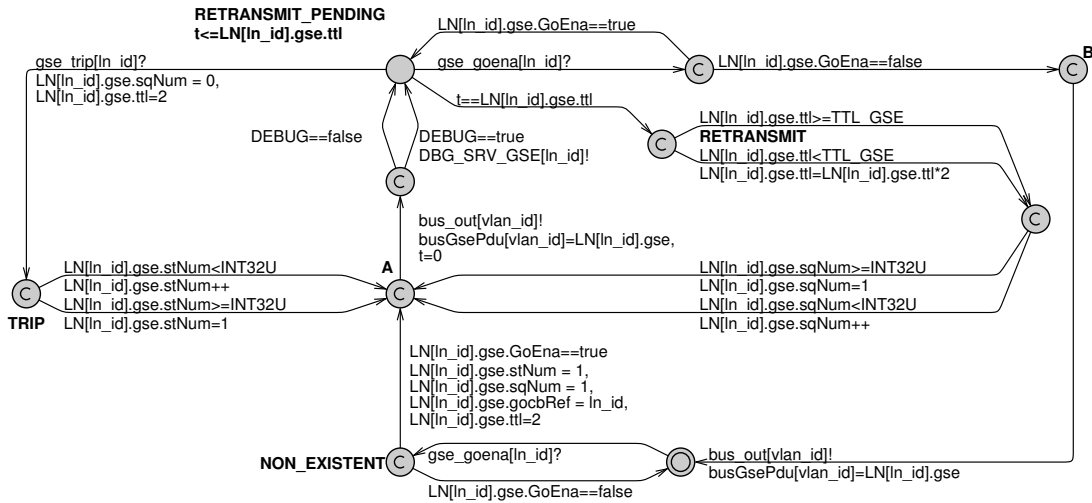 RETRANSMIT_PENDING
t<=LN[ln_id].gse.ttl
LN[ln_id].gse.GoEna==true
B
gse_trip[ln_id]?
LN[ln_id].gse.sqNum = 0,
LN[ln_id].gse.ttl=2
gse_goena[ln_id]?
C
LN[ln_id].gse.GoEna==false
C
t==LN[ln_id].gse.ttl
DEBUG==false
DEBUG==true
DBG_SRV_GSE[ln_id]!
C
LN[ln_id].gse.ttl>=TTL_GSE
RETRANSMIT
LN[ln_id].gse.ttl<TTL_GSE
LN[ln_id].gse.ttl=LN[ln_id].gse.ttl*2
C
C
bus_out[vlan_id]!
busGsePdu[vlan_id]=LN[ln_id].gse,
t=0
A
C
LN[ln_id].gse.stNum<INT32U
LN[ln_id].gse.stNum++
LN[ln_id].gse.stNum>=INT32U
LN[ln_id].gse.stNum=1
TRIP
C
LN[ln_id].gse.sqNum>=INT32U
LN[ln_id].gse.sqNum=1
LN[ln_id].gse.sqNum<INT32U
LN[ln_id].gse.sqNum++
LN[ln_id].gse.GoEna==true
LN[ln_id].gse.stNum = 1,
LN[ln_id].gse.sqNum = 1,
LN[ln_id].gse.gocbRef = ln_id,
LN[ln_id].gse.ttl=2
NON_EXISTENT
C
gse_goena[ln_id]?
LN[ln_id].gse.GoEna==false
bus_out[vlan_id]!
busGsePdu[vlan_id]=LN[ln_id].gse